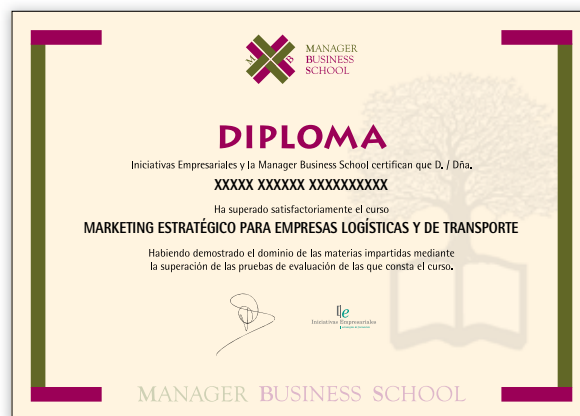 M B
MANAGER
BUSINESS
SCHOOL
DIPLOMA
Iniciativas Empresariales y la Manager Business School certifican que D. / Dña.
XXXXX XXXXXX XXXXXXXXXX
Ha superado satisfactoriamente el curso
MARKETING ESTRATÉGICO PARA EMPRESAS LOGÍSTICAS Y DE TRANSPORTE
Habiendo demostrado el dominio de las materias impartidas mediante
la superación de las pruebas de evaluación de las que consta el curso.
Iniciativas Empresariales
MANAGER BUSINESS SCHOOL